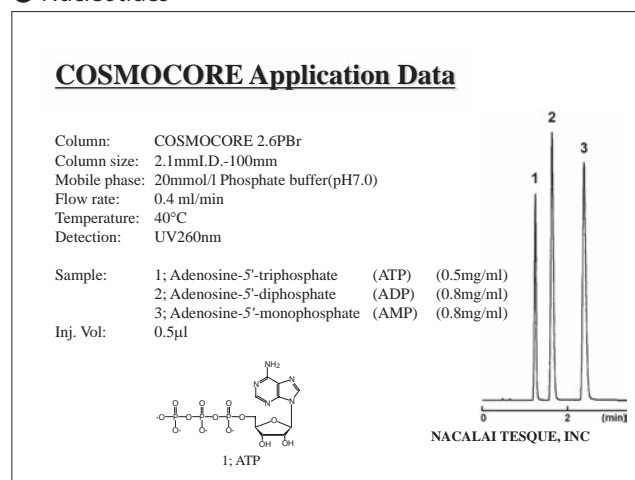 COSMOCORE Application Data
Column: COSMOCORE 2.6PBr
Column size: 2.1mmI.D.-100mm
Mobile phase: 20mmol/l Phosphate buffer(pH7.0)
Flow rate: 0.4 ml/min
Temperature: 40°C
Detection: UV260nm
Sample: 1; Adenosine-5'-triphosphate (ATP) (0.5mg/ml)
2; Adenosine-5'-diphosphate (ADP) (0.8mg/ml)
3; Adenosine-5'-monophosphate (AMP) (0.8mg/ml)
Inj. Vol: 0.5µl
NH2
N N
N N
O O O
-O P O P O P O O
O- O- O-
OH OH
1; ATP
1
2
3
0 2 (min)
NACALAI TESQUE, INC